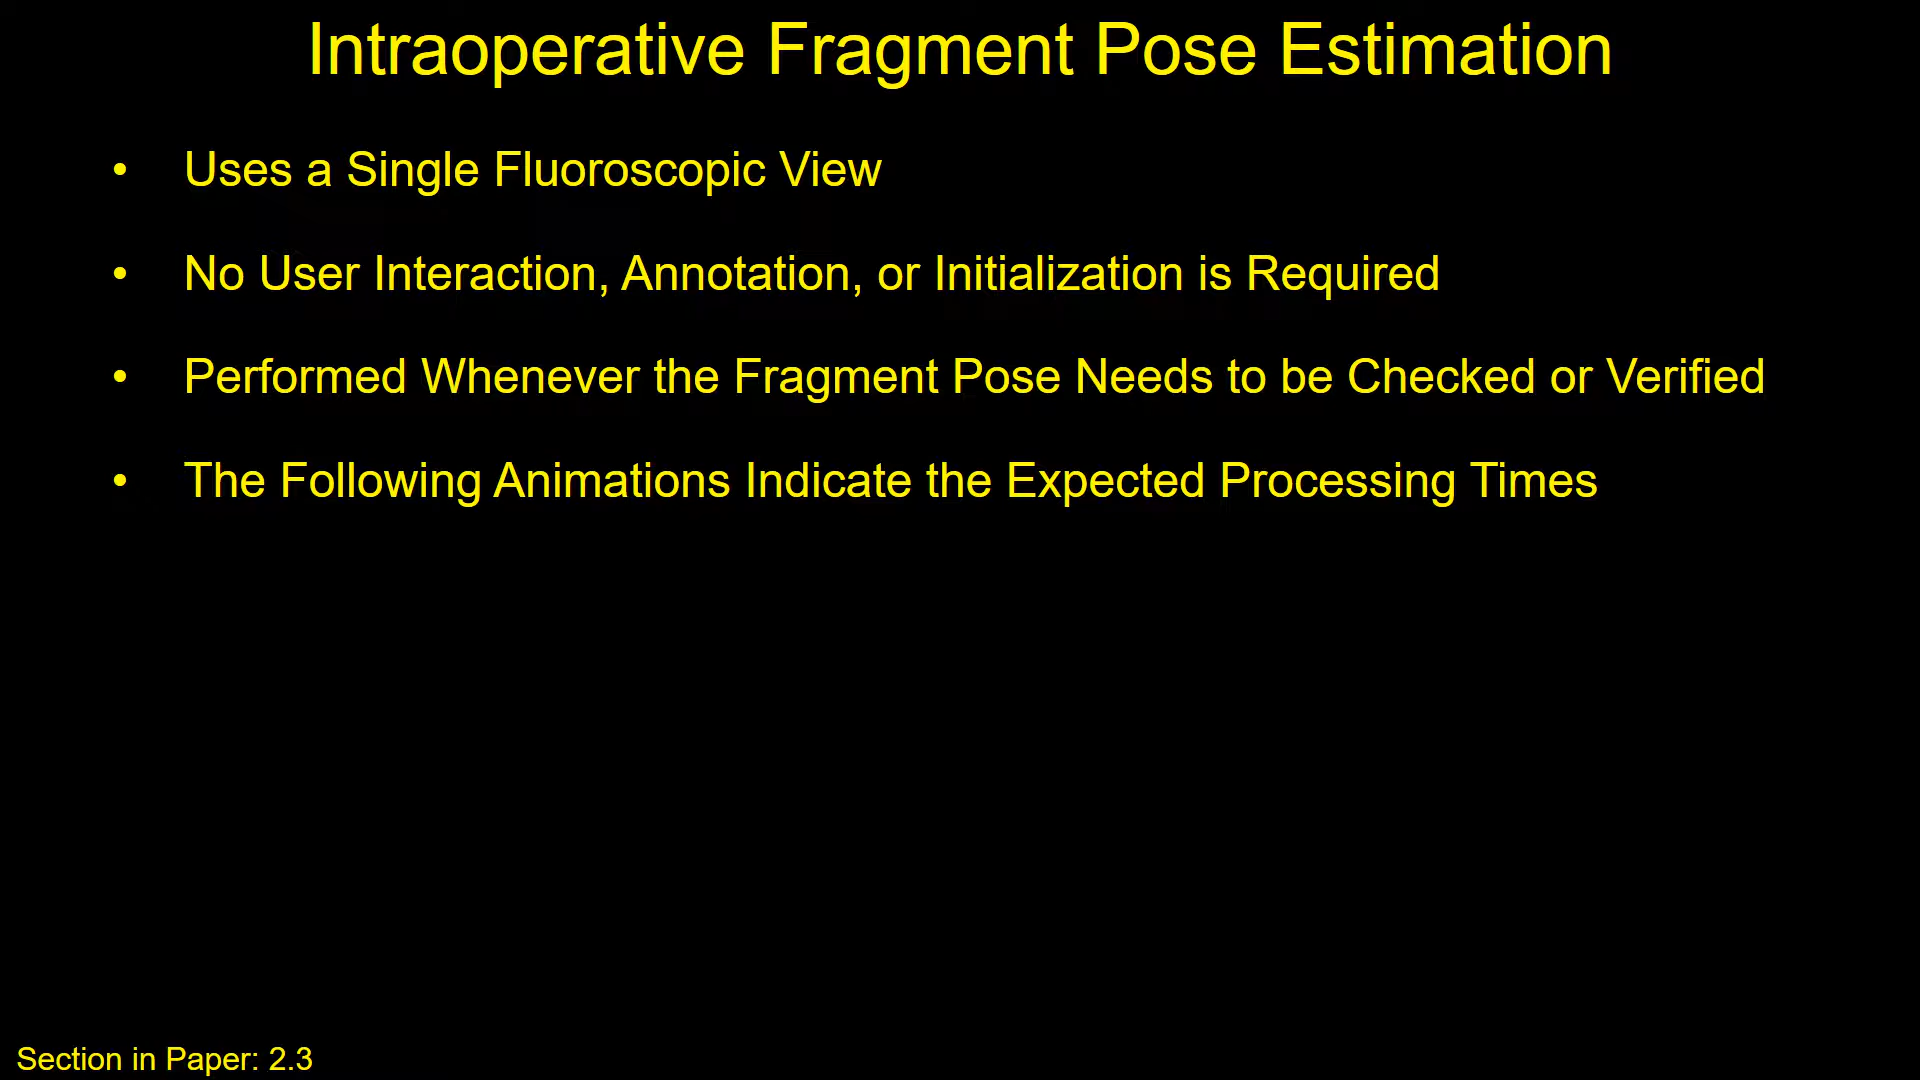 Intraoperative Fragment Pose Estimation
• Uses a Single Fluoroscopic View
• No User Interaction, Annotation, or Initialization is Required
• Performed Whenever the Fragment Pose Needs to be Checked or Verified
• The Following Animations Indicate the Expected Processing Times
Section in Paper: 2.3